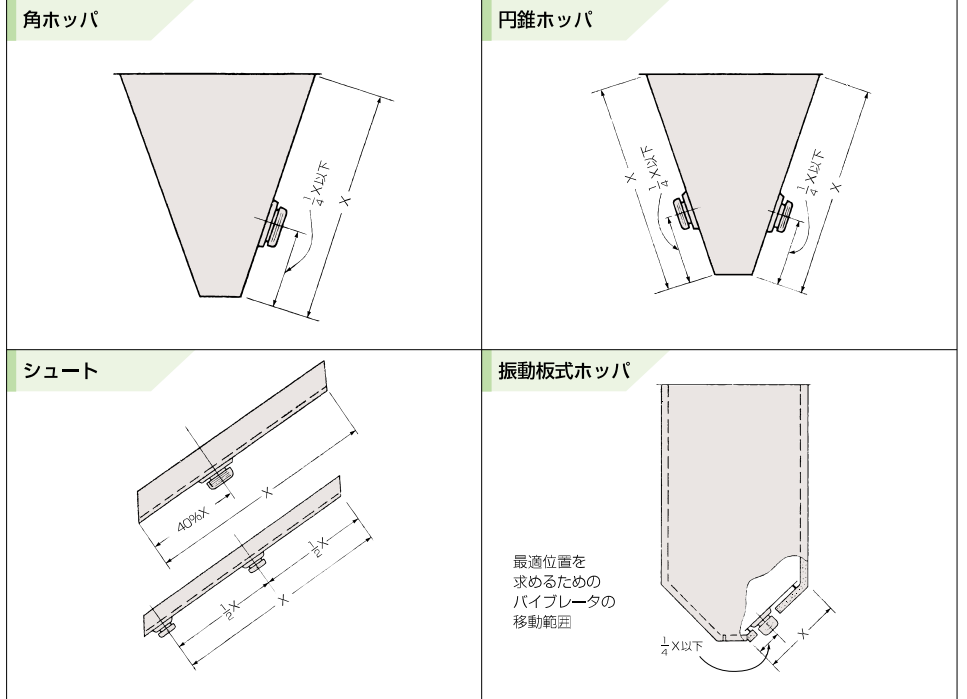 角ホッパ
1/4 X以下
X
円錐ホッパ
X
1/4 X以下
1/4 X以下
X
シュート
40%X
X
1/2 X
1/2 X
X
振動板式ホッパ
最適位置を
求めるための
バイブレータの
移動範囲
1/4 X以下
X